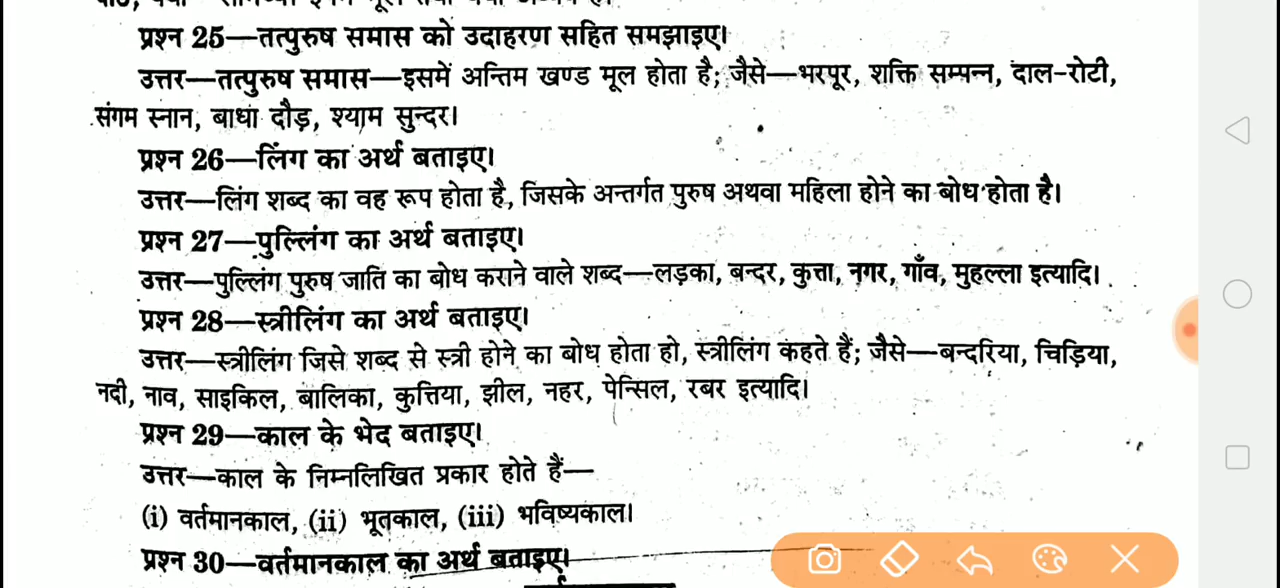 प्रश्न 25—तत्पुरुष समास को उदाहरण सहित समझाइए।
उत्तर—तत्पुरुष समास—इसमें अन्तिम खण्ड मूल होता है; जैसे—भरपूर, शक्ति सम्पन्न, दाल-रोटी,
संगम स्नान, बाधा दौड़, श्याम सुन्दर।
प्रश्न 26—लिंग का अर्थ बताइए।
उत्तर—लिंग शब्द का वह रूप होता है, जिसके अन्तर्गत पुरुष अथवा महिला होने का बोध होता है।
प्रश्न 27—पुल्लिंग का अर्थ बताइए।
उत्तर—पुल्लिंग पुरुष जाति का बोध कराने वाले शब्द—लड़का, बन्दर, कुत्ता, नगर, गाँव, मुहल्ला इत्यादि।
प्रश्न 28—स्त्रीलिंग का अर्थ बताइए।
उत्तर—स्त्रीलिंग जिसे शब्द से स्त्री होने का बोध होता हो, स्त्रीलिंग कहते हैं; जैसे—बन्दरिया, चिड़िया,
नदी, नाव, साइकिल, बालिका, कुत्तिया, झील, नहर, पेन्सिल, रबर इत्यादि।
प्रश्न 29—काल के भेद बताइए।
उत्तर—काल के निम्नलिखित प्रकार होते हैं—
(i) वर्तमानकाल, (ii) भूतकाल, (iii) भविष्यकाल।
प्रश्न 30—वर्तमानकाल का अर्थ बताइए।